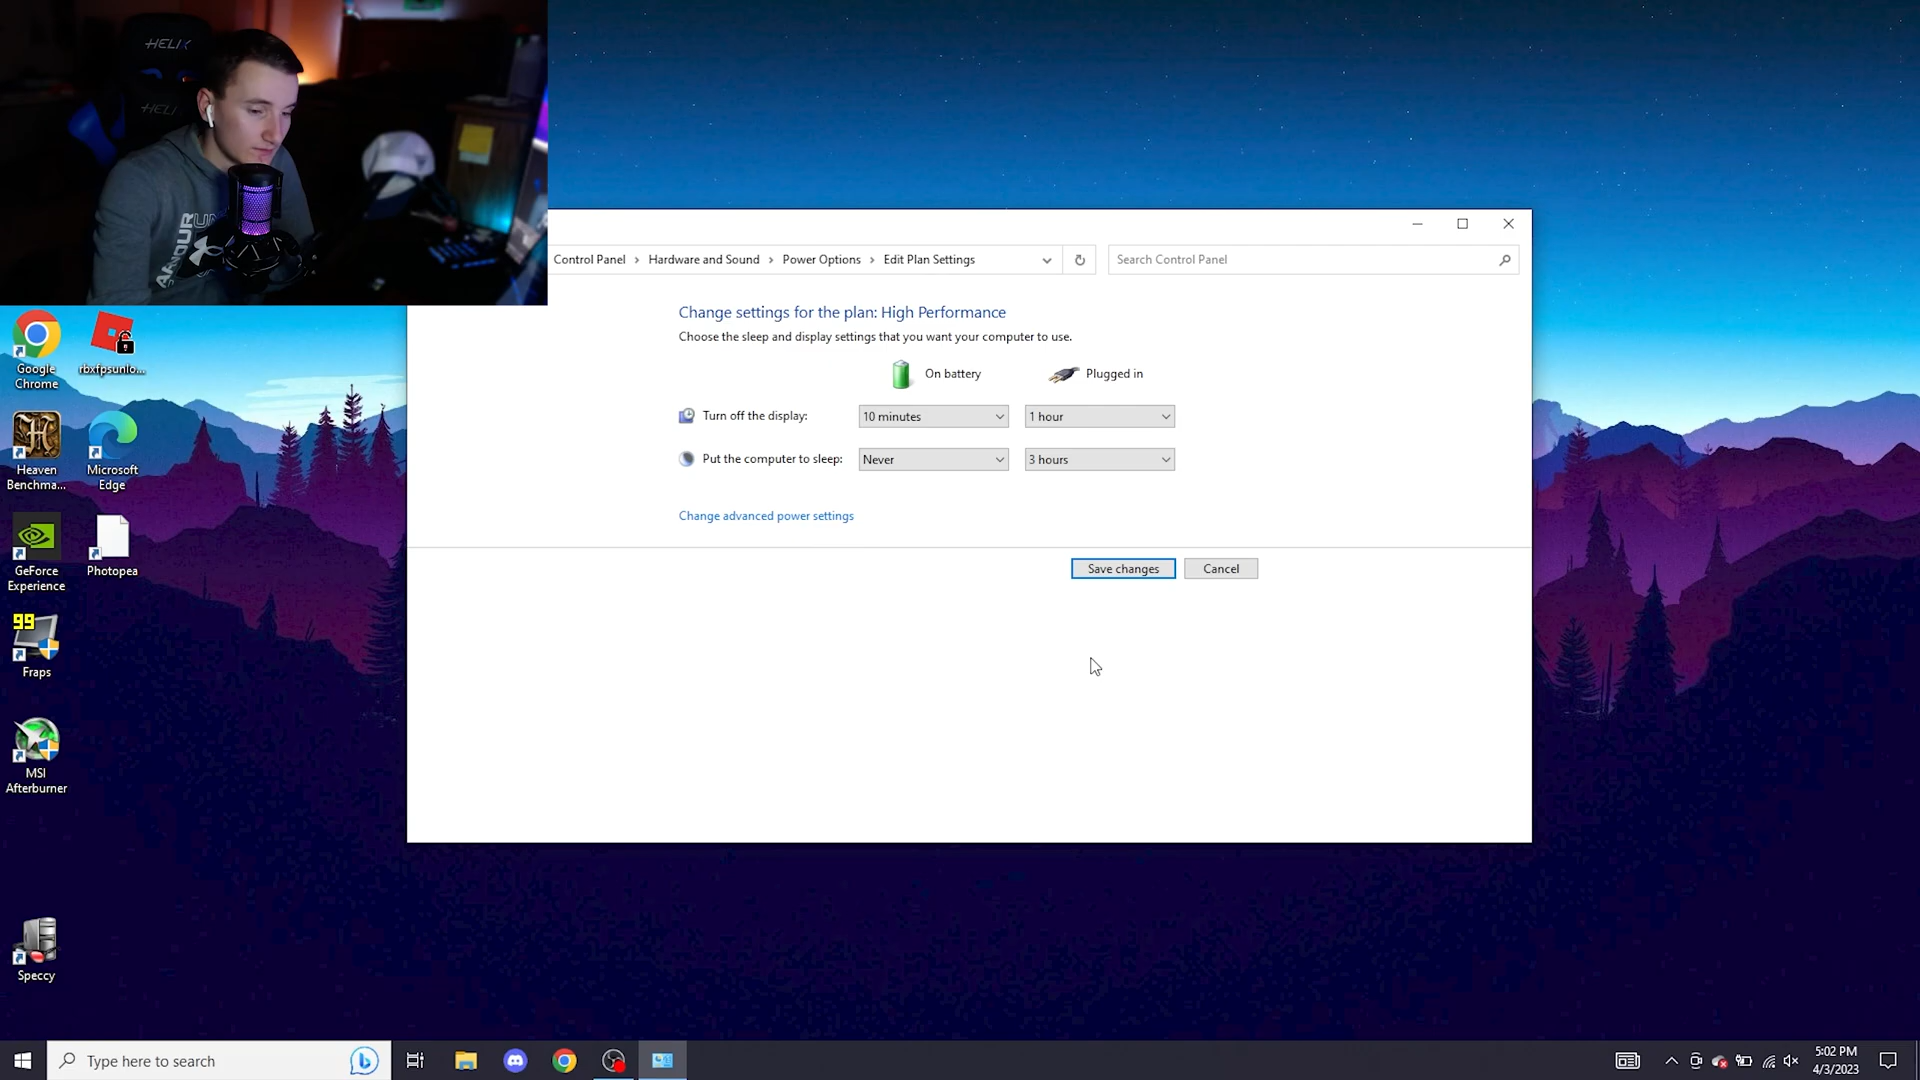 HELIX
HELI
Control Panel > Hardware and Sound > Power Options > Edit Plan Settings
Search Control Panel
Change settings for the plan: High Performance
Choose the sleep and display settings that you want your computer to use.
On battery
Plugged in
Turn off the display:
10 minutes
1 hour
Put the computer to sleep:
Never
3 hours
Change advanced power settings
Save changes
Cancel
Google
Chrome
rbxfpsunlo...
Heaven
Benchma...
Microsoft
Edge
GeForce
Experience
Photopea
99
Fraps
MSI
Afterburner
Speccy
Type here to search
5:02 PM
4/3/2023